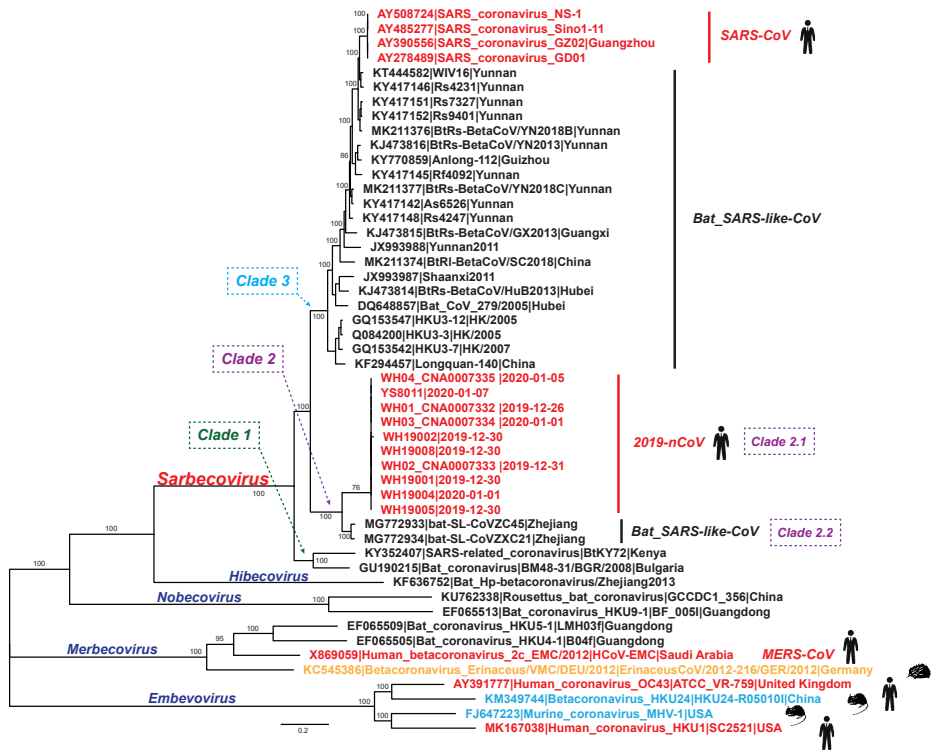 100
AY508724|SARS_coronavirus_NS-1
AY485277|SARS_coronavirus_Sino1-11
AY390556|SARS_coronavirus_GZ02|Guangzhou
AY278489|SARS_coronavirus_GD01
SARS-CoV
100
100
KT444582|WIV16|Yunnan
KY417146|Rs4231|Yunnan
100
KY417151|Rs7327|Yunnan
KY417152|Rs9401|Yunnan
MK211376|BtRs-BetaCoV/YN2018B|Yunnan
KJ473816|BtRs-BetaCoV/YN2013|Yunnan
86
KY770859|Anlong-112|Guizhou
KY417145|Rf4092|Yunnan
100
MK211377|BtRs-BetaCoV/YN2018C|Yunnan
KY417142|As6526|Yunnan
100
KY417148|Rs4247|Yunnan
Bat_SARS-like-CoV
100
KJ473815|BtRs-BetaCoV/GX2013|Guangxi
100
JX993988|Yunnan2011
100
MK211374|BtRl-BetaCoV/SC2018|China
Clade 3
JX993987|Shaanxi2011
100
KJ473814|BtRs-BetaCoV/HuB2013|Hubei
DQ648857|Bat_CoV_279/2005|Hubei
100
GQ153547|HKU3-12|HK/2005
Q084200|HKU3-3|HK/2005
GQ153542|HKU3-7|HK/2007
100
KF294457|Longquan-140|China
Clade 2
WH04_CNA0007335 |2020-01-05
YS8011|2020-01-07
100
WH01_CNA0007332 |2019-12-26
WH03_CNA0007334 |2020-01-01
Clade 1
WH19002|2019-12-30
2019-nCoV
Clade 2.1
WH19008|2019-12-30
WH02_CNA0007333 |2019-12-31
Sarbecovirus
WH19001|2019-12-30
100
76
WH19004|2020-01-01
WH19005|2019-12-30
100
MG772933|bat-SL-CoVZC45|Zhejiang
Bat_SARS-like-CoV
Clade 2.2
100
MG772934|bat-SL-CoVZXC21|Zhejiang
100
KY352407|SARS-related_coronavirus|BtKY72|Kenya
100
GU190215|Bat_coronavirus|BM48-31/BGR/2008|Bulgaria
100
Hibecovirus
KF636752|Bat_Hp-betacoronavirus/Zhejiang2013
Nobecovirus
KU762338|Rousettus_bat_coronavirus|GCCDC1_356|China
100
EF065513|Bat_coronavirus_HKU9-1|BF_005I|Guangdong
EF065509|Bat_coronavirus_HKU5-1|LMH03f|Guangdong
100
95
EF065505|Bat_coronavirus_HKU4-1|B04f|Guangdong
Merbecovirus
X869059|Human_betacoronavirus_2c_EMC/2012|HCoV-EMC|Saudi Arabia
MERS-CoV
100
KC545386|Betacoronavirus_Erinaceus/VMC/DEU/2012|ErinaceusCoV/2012-216/GER/2012|Germany
AY391777|Human_coronavirus_OC43|ATCC_VR-759|United Kingdom
100
Embevovirus
KM349744|Betacoronavirus_HKU24|HKU24-R05010I|China
100
FJ647223|Murine_coronavirus_MHV-1|USA
100
MK167038|Human_coronavirus_HKU1|SC2521|USA
0.2